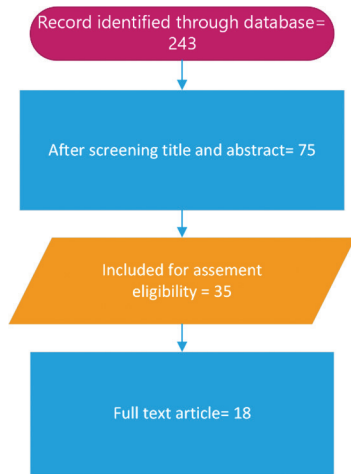 Record identified through database=
243
After screening title and abstract= 75
Included for assement
eligibility = 35
Full text article= 18